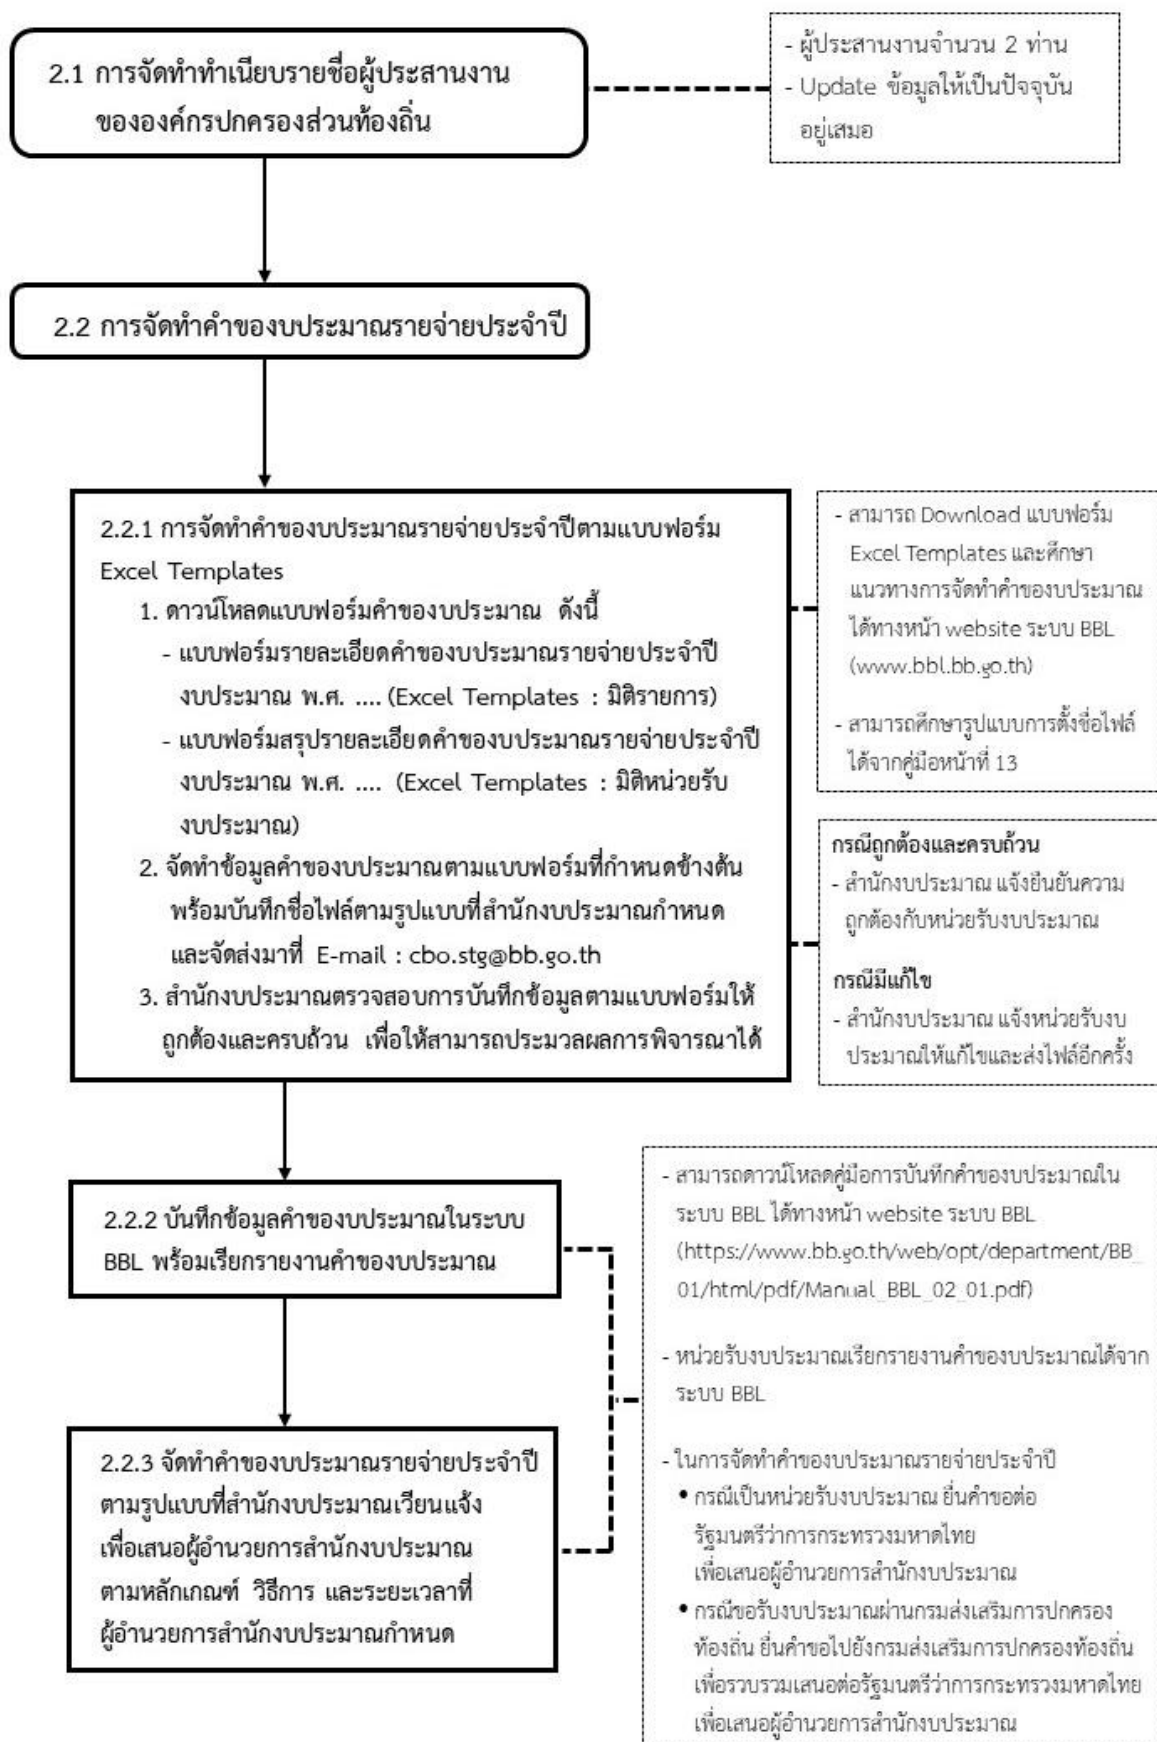 2.1 การจัดทำทำเนียบรายชื่อผู้ประสานงาน
ขององค์กรปกครองส่วนท้องถิ่น
- ผู้ประสานงานจำนวน 2 ท่าน
- Update ข้อมูลให้เป็นปัจจุบัน
อยู่เสมอ
2.2 การจัดทำคำของบประมาณรายจ่ายประจำปี
2.2.1 การจัดทำคำของบประมาณรายจ่ายประจำปีตามแบบฟอร์ม
Excel Templates
1. ดาวน์โหลดแบบฟอร์มคำของบประมาณ ดังนี้
- แบบฟอร์มรายละเอียดคำของบประมาณรายจ่ายประจำปี
งบประมาณ พ.ศ. .... (Excel Templates : มิติรายการ)
- แบบฟอร์มสรุปรายละเอียดคำของบประมาณรายจ่ายประจำปี
งบประมาณ พ.ศ. .... (Excel Templates : มิติหน่วยรับ
งบประมาณ)
2. จัดทำข้อมูลคำของบประมาณตามแบบฟอร์มที่กำหนดข้างต้น
พร้อมบันทึกชื่อไฟล์ตามรูปแบบที่สำนักงบประมาณกำหนด
และจัดส่งมาที่ E-mail : cbo.stg@bb.go.th
3. สำนักงบประมาณตรวจสอบการบันทึกข้อมูลตามแบบฟอร์มให้
ถูกต้องและครบถ้วน เพื่อให้สามารถประมวลผลการพิจารณาได้
- สามารถ Download แบบฟอร์ม
Excel Templates และศึกษา
แนวทางการจัดทำคำของบประมาณ
ได้ทางหน้า website ระบบ BBL
(www.bbl.bb.go.th)
- สามารถศึกษารูปแบบการตั้งชื่อไฟล์
ได้จากคู่มือหน้าที่ 13
กรณีถูกต้องและครบถ้วน
- สำนักงบประมาณ แจ้งยืนยันความ
ถูกต้องกับหน่วยรับงบประมาณ
กรณีมีแก้ไข
- สำนักงบประมาณ แจ้งหน่วยรับงบ
ประมาณให้แก้ไขและส่งไฟล์อีกครั้ง
2.2.2 บันทึกข้อมูลคำของบประมาณในระบบ
BBL พร้อมเรียกรายงานคำของบประมาณ
2.2.3 จัดทำคำของบประมาณรายจ่ายประจำปี
ตามรูปแบบที่สำนักงบประมาณเวียนแจ้ง
เพื่อเสนอผู้อำนวยการสำนักงบประมาณ
ตามหลักเกณฑ์ วิธีการ และระยะเวลาที่
ผู้อำนวยการสำนักงบประมาณกำหนด
- สามารถดาวน์โหลดคู่มือการบันทึกคำของบประมาณใน
ระบบ BBL ได้ทางหน้า website ระบบ BBL
(https://www.bb.go.th/web/opt/department/BB_
01/html/pdf/Manual_BBL_02_01.pdf)
- หน่วยรับงบประมาณเรียกรายงานคำของบประมาณได้จาก
ระบบ BBL
- ในการจัดทำคำของบประมาณรายจ่ายประจำปี
• กรณีเป็นหน่วยรับงบประมาณ ยื่นคำขอต่อ
รัฐมนตรีว่าการกระทรวงมหาดไทย
เพื่อเสนอผู้อำนวยการสำนักงบประมาณ
• กรณีขอรับงบประมาณผ่านกรมส่งเสริมการปกครอง
ท้องถิ่น ยื่นคำขอไปยังกรมส่งเสริมการปกครองท้องถิ่น
เพื่อรวบรวมเสนอต่อรัฐมนตรีว่าการกระทรวงมหาดไทย
เพื่อเสนอผู้อำนวยการสำนักงบประมาณ